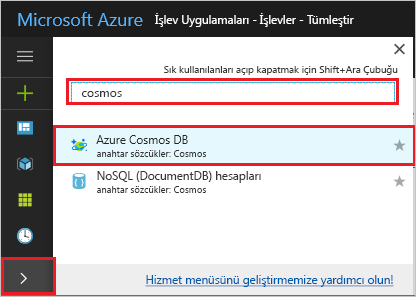 Microsoft Azure İşlev Uygulamaları - İşlevler - Tümleştir
Sık kullanılanları açıp kapatmak için Shift+Ara Çubuğu
cosmos
Azure Cosmos DB
anahtar sözcükler: Cosmos
NoSQL (DocumentDB) hesapları
anahtar sözcükler: Cosmos
Hizmet menüsünü geliştirmemize yardımcı olun!